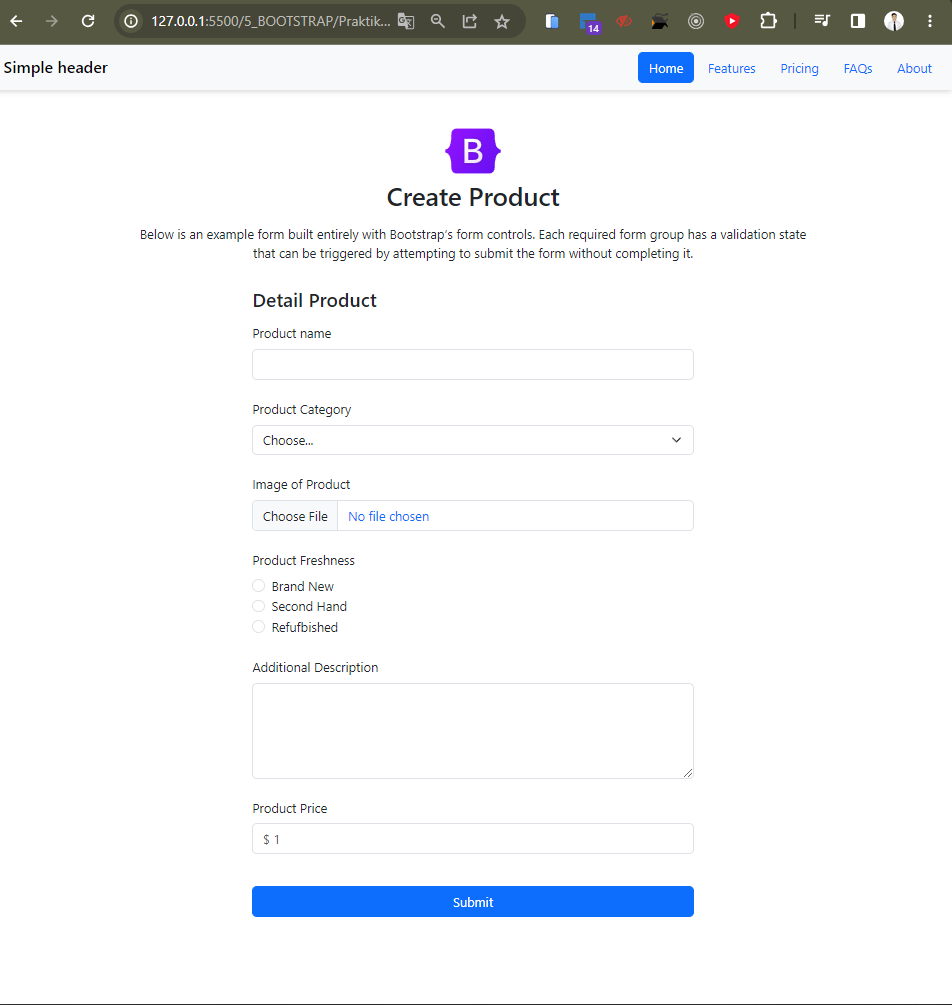 127.0.0.1:5500/5_BOOTSTRAP/Praktik...
14
Simple header
Home
Features
Pricing
FAQs
About
B
Create Product
Below is an example form built entirely with Bootstrap's form controls. Each required form group has a validation state
that can be triggered by attempting to submit the form without completing it.
Detail Product
Product name
Product Category
Choose...
Image of Product
Choose File
No file chosen
Product Freshness
Brand New
Second Hand
Refufbished
Additional Description
Product Price
$ 1
Submit